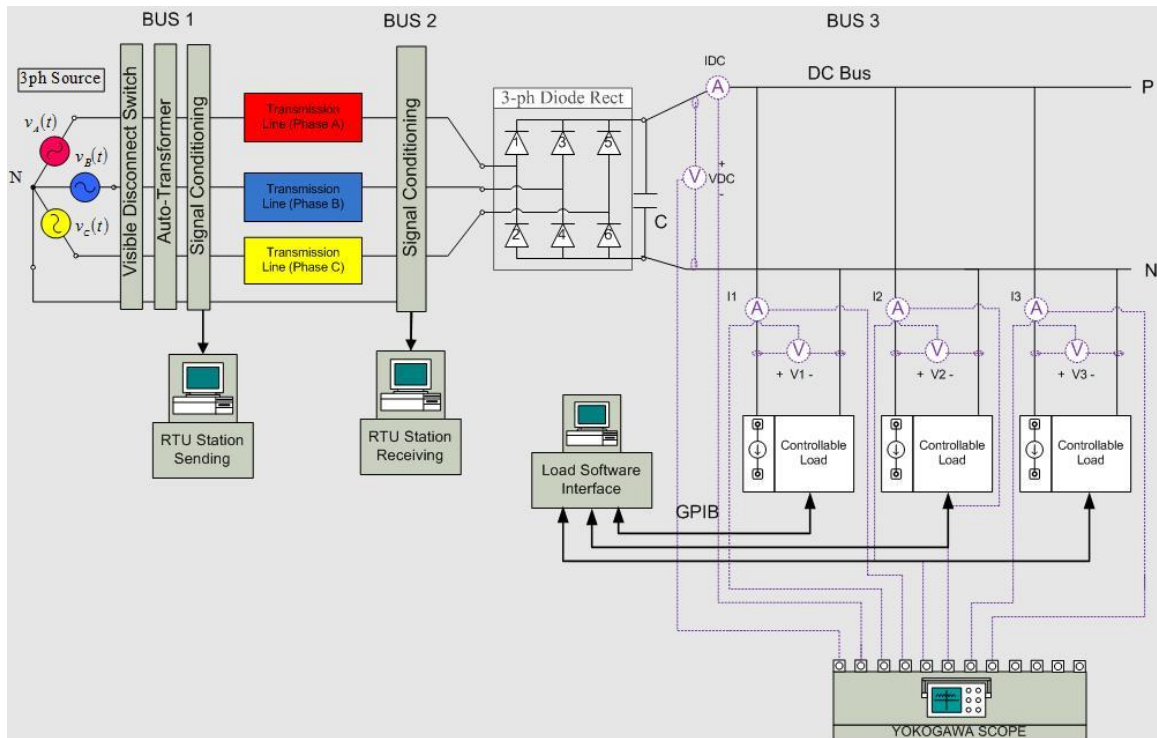 BUS 1
BUS 2
BUS 3
3ph Source
v_A(t)
v_B(t)
N
v_C(t)
Visible Disconnect Switch
Auto-Transformer
Signal Conditioning
Transmission
Line (Phase A)
Transmission
Line (Phase B)
Transmission
Line (Phase C)
Signal Conditioning
3-ph Diode Rect
1
3
5
2
4
6
C
IDC
A
DC Bus
P
+
V
VDC
-
N
I1
A
V
+ V1 -
I2
A
V
+ V2 -
I3
A
V
+ V3 -
Controllable
Load
Controllable
Load
Controllable
Load
RTU Station
Sending
RTU Station
Receiving
Load Software
Interface
GPIB
YOKOGAWA SCOPE